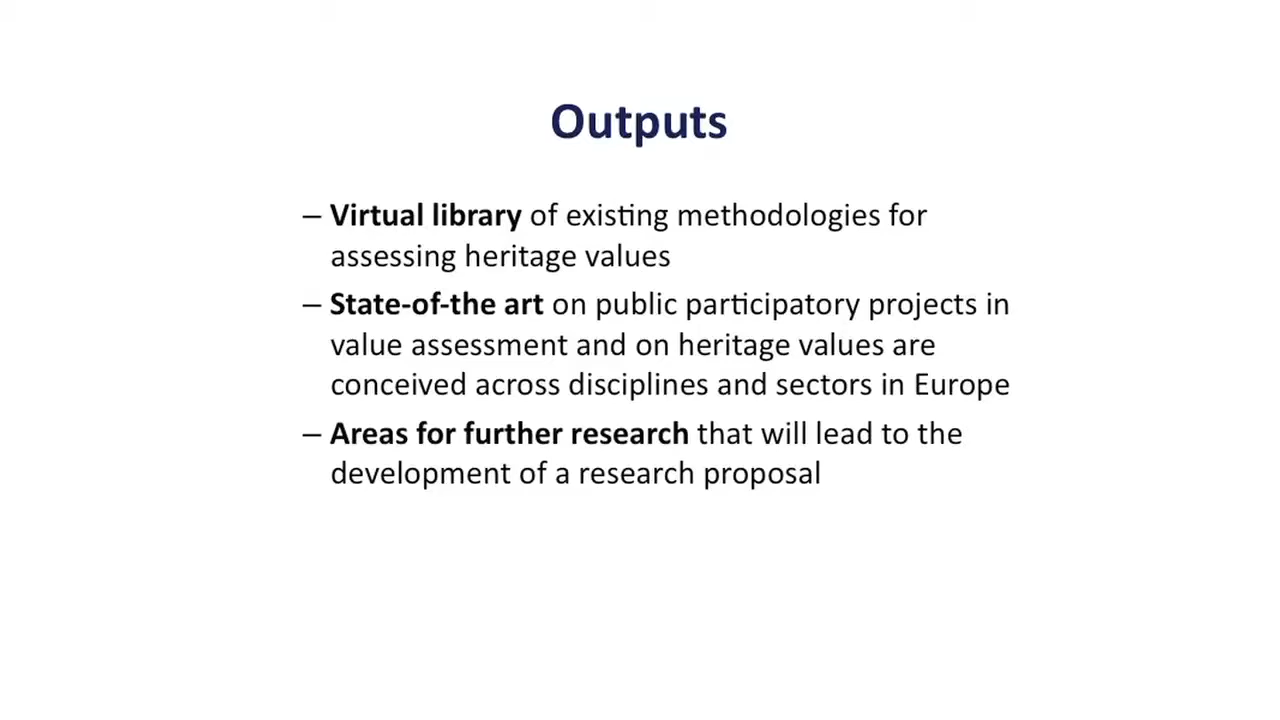 Outputs
– Virtual library of existing methodologies for
assessing heritage values
– State-of-the art on public participatory projects in
value assessment and on heritage values are
conceived across disciplines and sectors in Europe
– Areas for further research that will lead to the
development of a research proposal